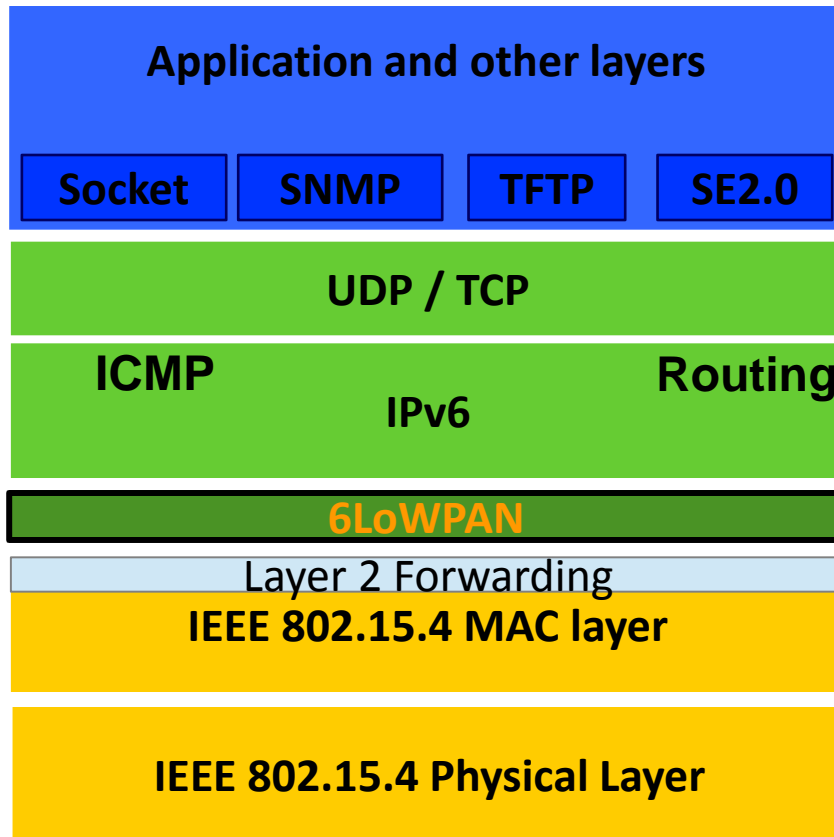 Application and other layers
Socket SNMP TFTP SE2.0
UDP / TCP
ICMP Routing
IPv6
6LoWPAN
Layer 2 Forwarding
IEEE 802.15.4 MAC layer
IEEE 802.15.4 Physical Layer